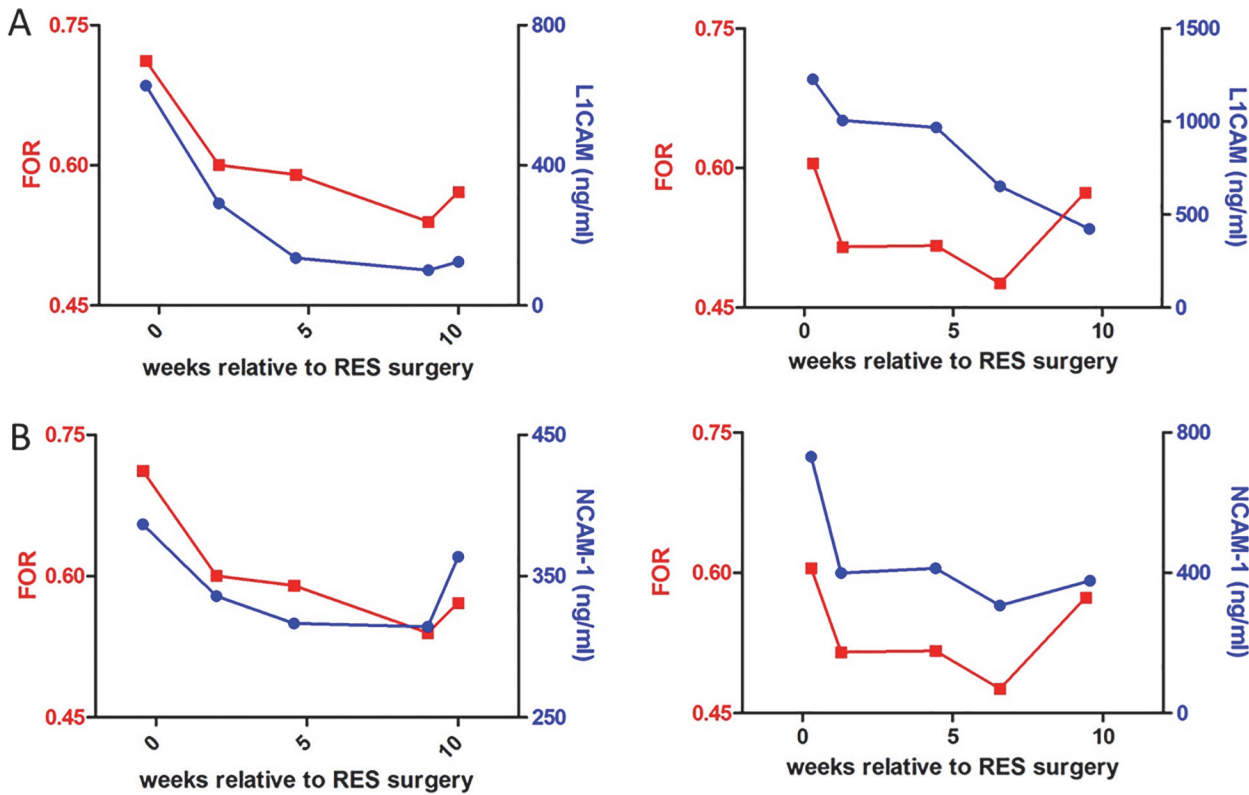 A
0.75
0.60
0.45
FOR
800
400
0
L1CAM (ng/ml)
0
5
10
weeks relative to RES surgery
0.75
0.60
0.45
FOR
1500
1000
500
0
L1CAM (ng/ml)
0
5
10
weeks relative to RES surgery
B
0.75
0.60
0.45
FOR
450
350
250
NCAM-1 (ng/ml)
0
5
10
weeks relative to RES surgery
0.75
0.60
0.45
FOR
800
400
0
NCAM-1 (ng/ml)
0
5
10
weeks relative to RES surgery